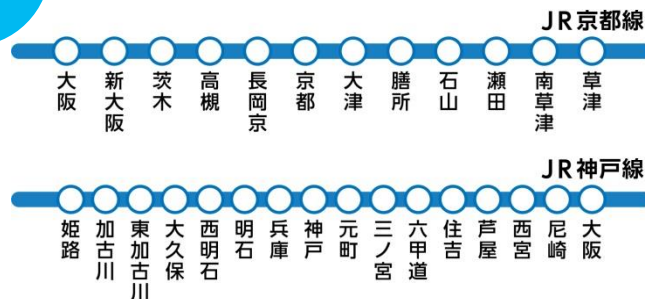 JR京都線
大阪
新大阪
茨木
高槻
長岡京
京都
大津
膳所
石山
瀬田
南草津
草津
JR神戸線
姫路
加古川
東加古川
大久保
西明石
明石
兵庫
神戸
元町
三ノ宮
六甲道
住吉
芦屋
西宮
尼崎
大阪